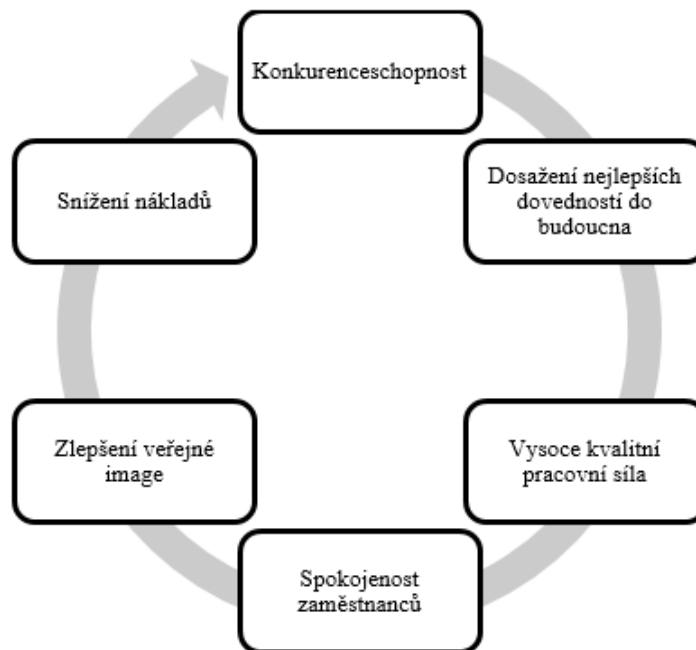 Konkurenceschopnost
Dosažení nejlepších
dovedností do
budoucna
Vysoce kvalitní
pracovní síla
Spokojenost
zaměstnanců
Zlepšení veřejné
image
Snížení nákladů